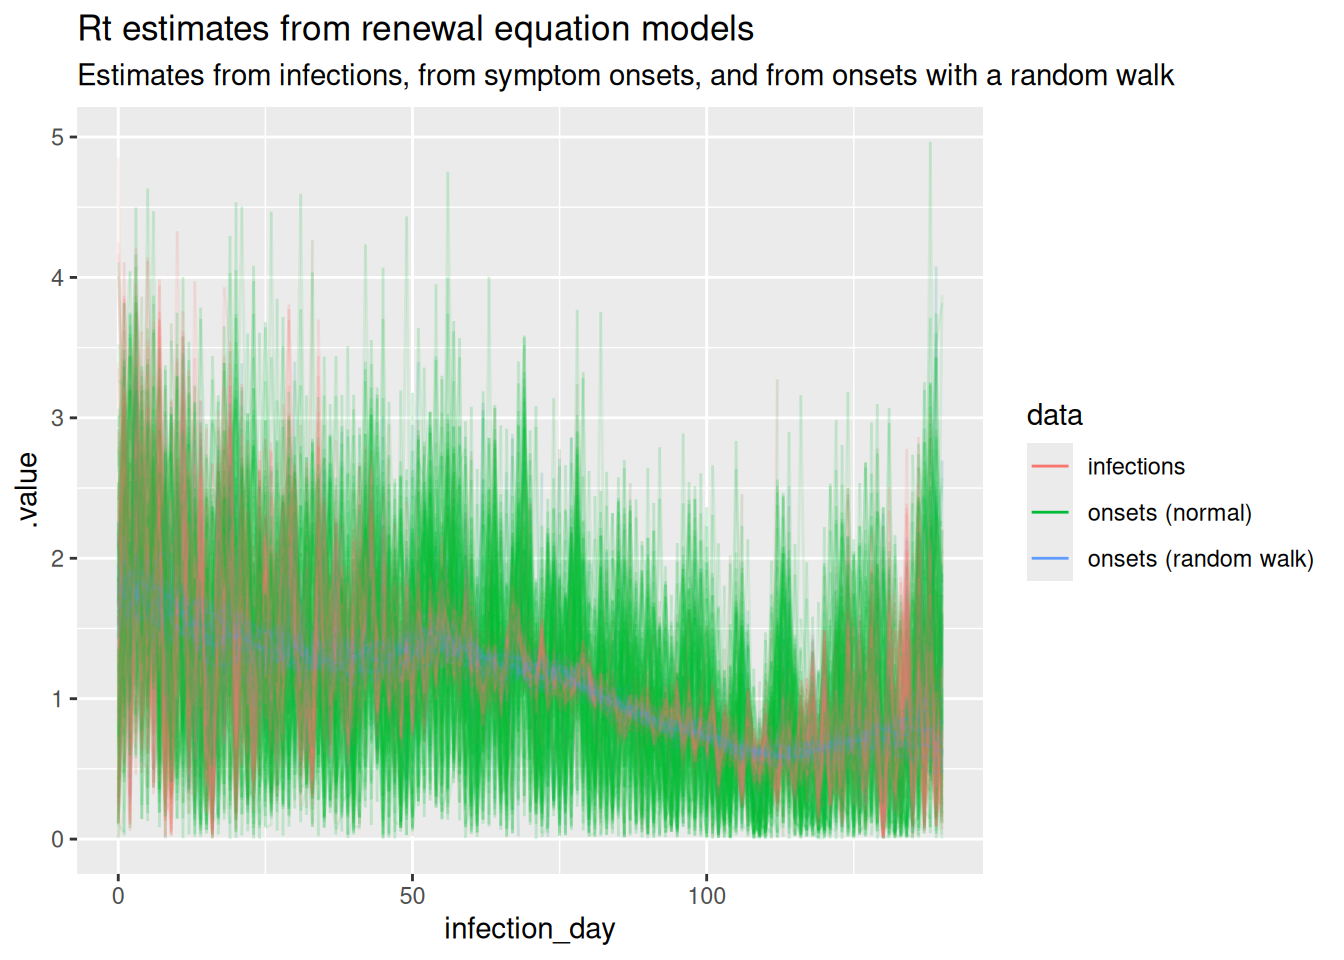 Rt estimates from renewal equation models
Estimates from infections, from symptom onsets, and from onsets with a random walk
5
4
3
2
1
0
.value
0 50 100
infection_day
data
infections
onsets (normal)
onsets (random walk)